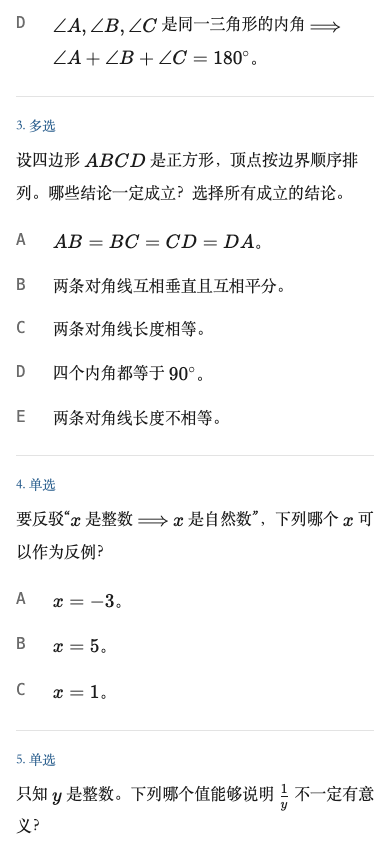 D ∠A, ∠B, ∠C 是同一三角形的内角 ⟹
∠A + ∠B + ∠C = 180°。
3. 多选
设四边形 ABCD 是正方形，顶点按边界顺序排
列。哪些结论一定成立？选择所有成立的结论。
A AB = BC = CD = DA。
B 两条对角线互相垂直且互相平分。
C 两条对角线长度相等。
D 四个内角都等于 90°。
E 两条对角线长度不相等。
4. 单选
要反驳“x 是整数 ⟹ x 是自然数”，下列哪个 x 可
以作为反例？
A x = −3。
B x = 5。
C x = 1。
5. 单选
只知 y 是整数。下列哪个值能够说明 1/y 不一定有意
义？